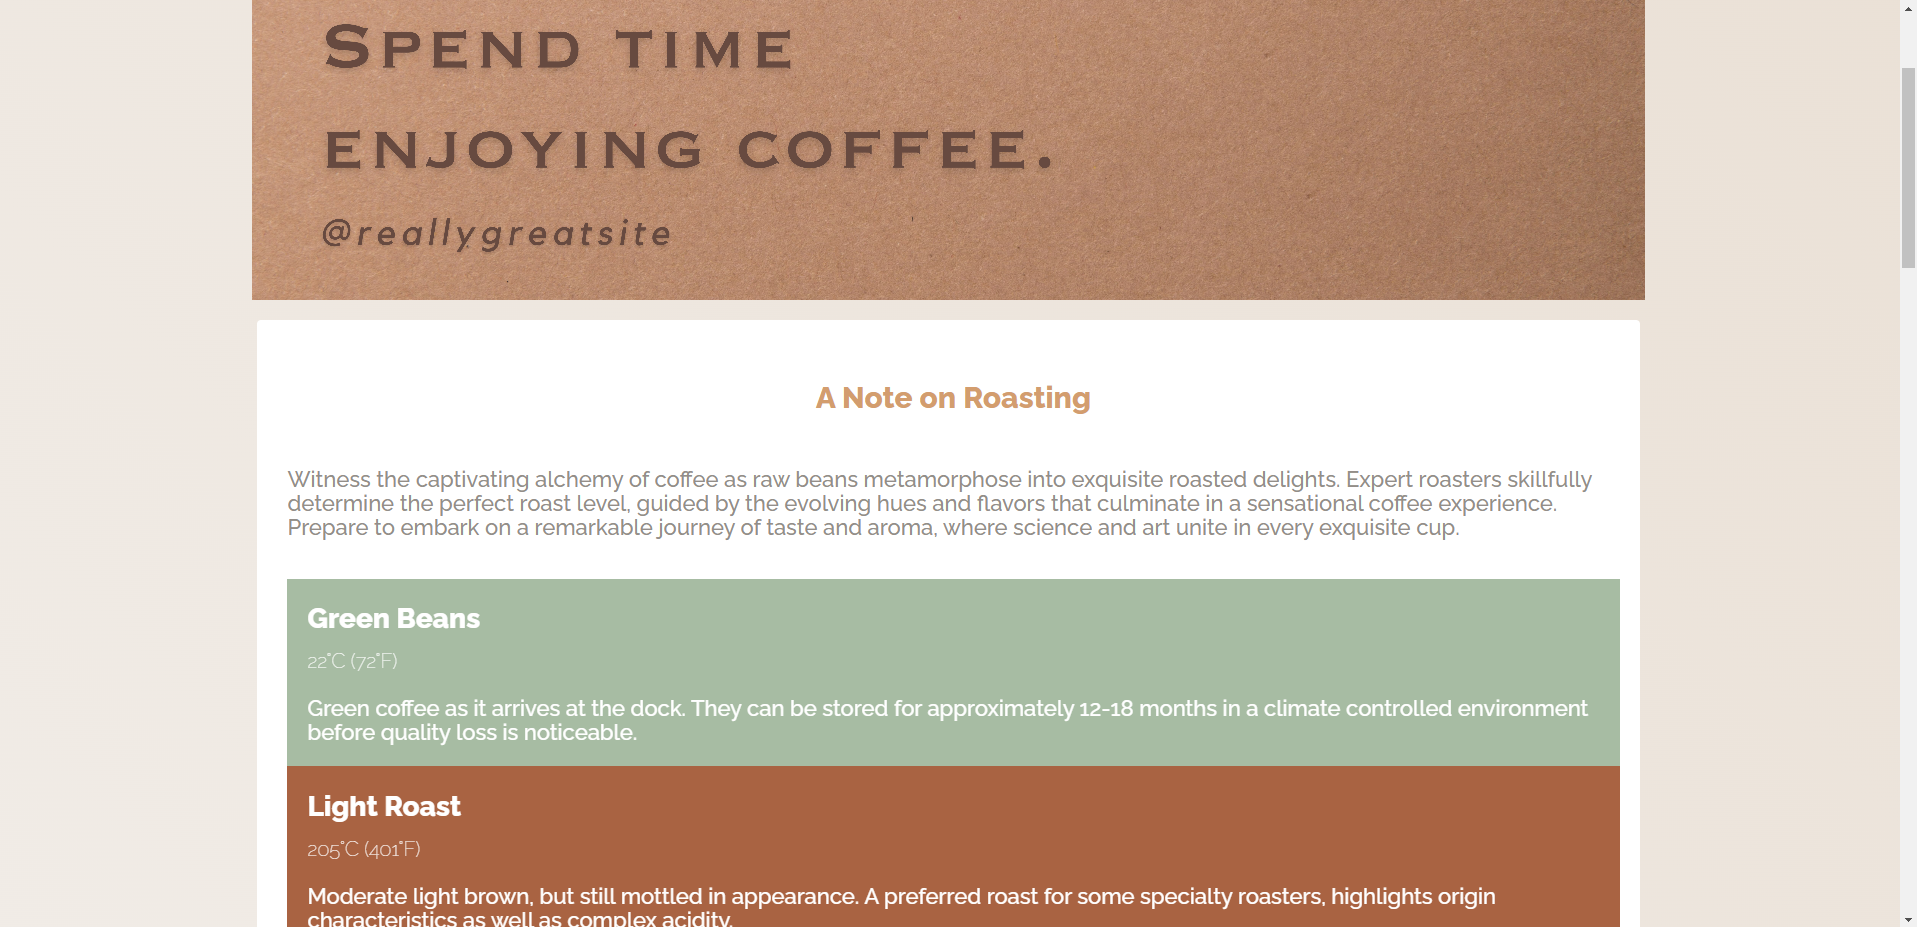 SPEND TIME
ENJOYING COFFEE.
@reallygreatsite
A Note on Roasting
Witness the captivating alchemy of coffee as raw beans metamorphose into exquisite roasted delights. Expert roasters skillfully
determine the perfect roast level, guided by the evolving hues and flavors that culminate in a sensational coffee experience.
Prepare to embark on a remarkable journey of taste and aroma, where science and art unite in every exquisite cup.
Green Beans
22°C (72°F)
Green coffee as it arrives at the dock. They can be stored for approximately 12-18 months in a climate controlled environment
before quality loss is noticeable.
Light Roast
205°C (401°F)
Moderate light brown, but still mottled in appearance. A preferred roast for some specialty roasters, highlights origin
characteristics as well as complex acidity.